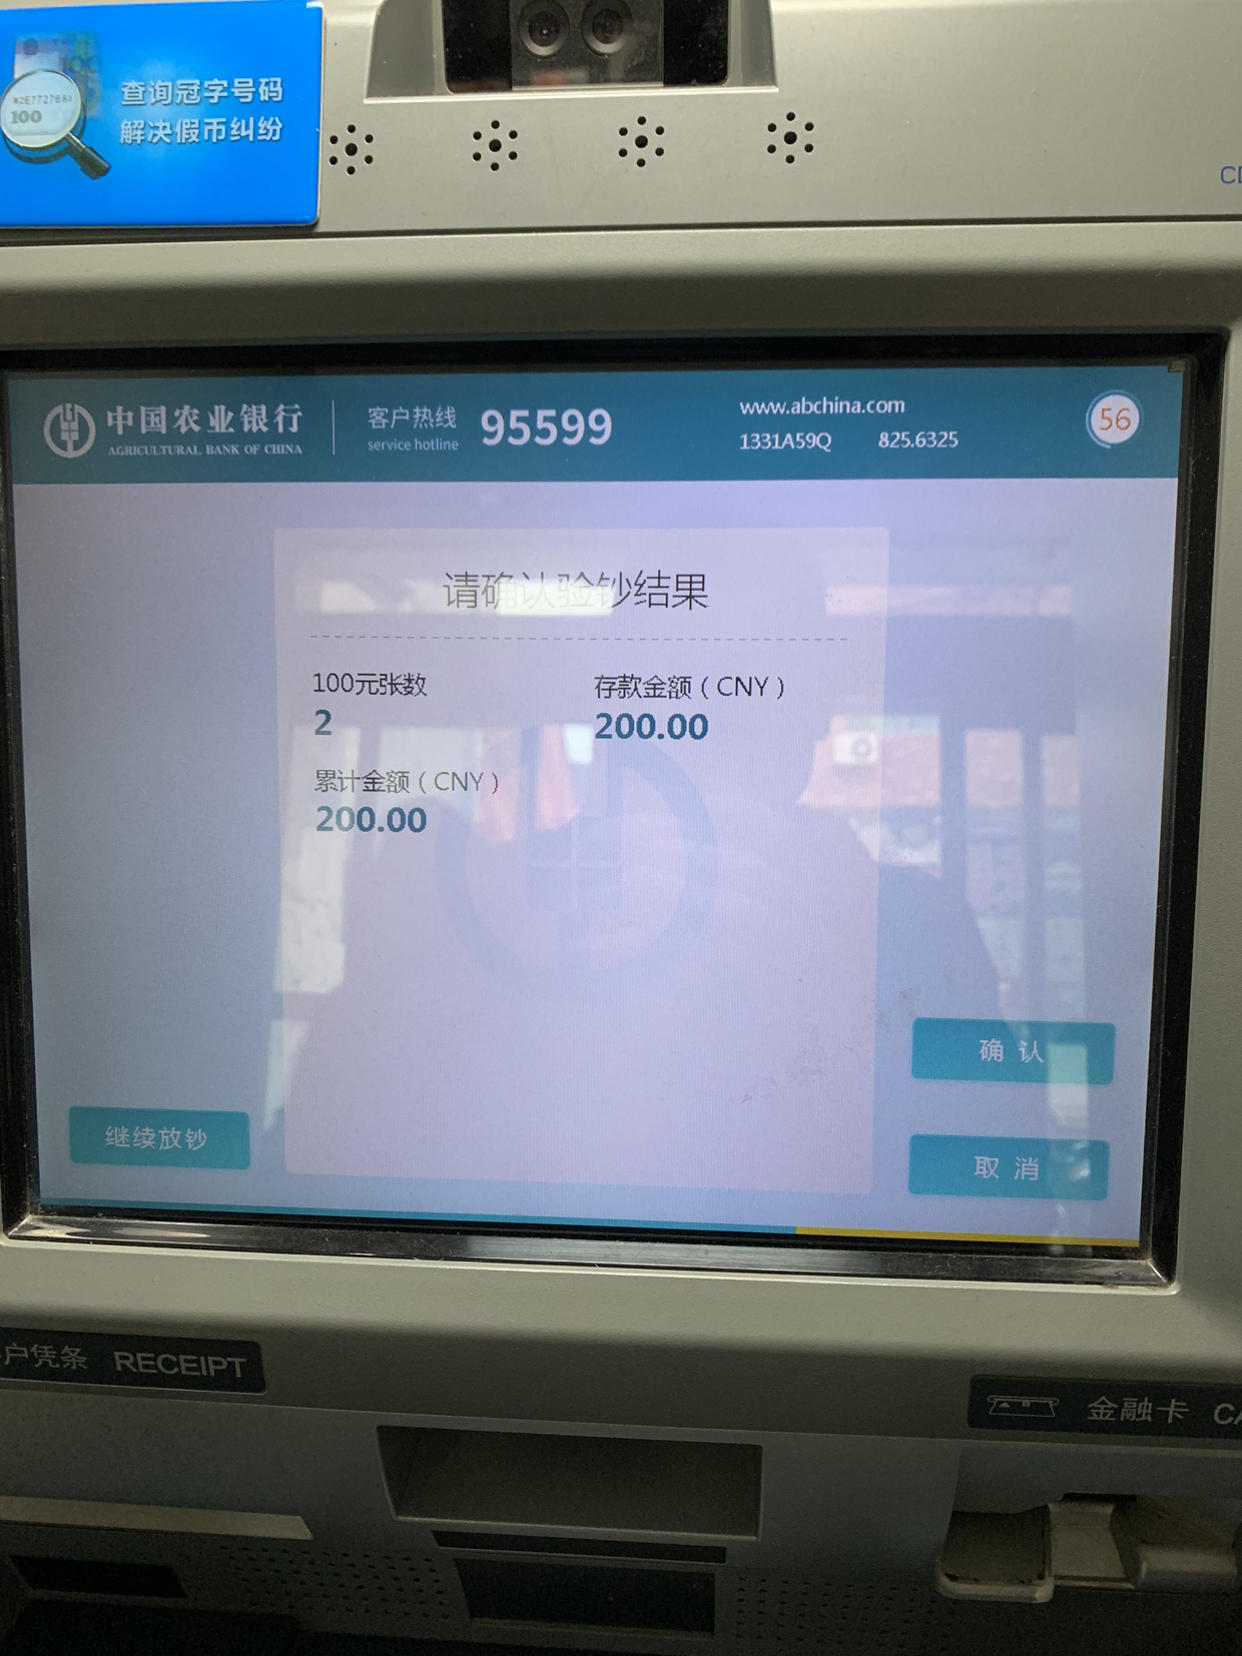 查询冠字号码
解决假币纠纷
100
中国农业银行
AGRICULTURAL BANK OF CHINA
客户热线
service hotline
95599
www.abchina.com
1331A59Q 825.6325
56
请确认验钞结果
100元张数
2
存款金额（CNY）
200.00
累计金额（CNY）
200.00
确 认
继续放钞
取 消
户凭条 RECEIPT
金融卡